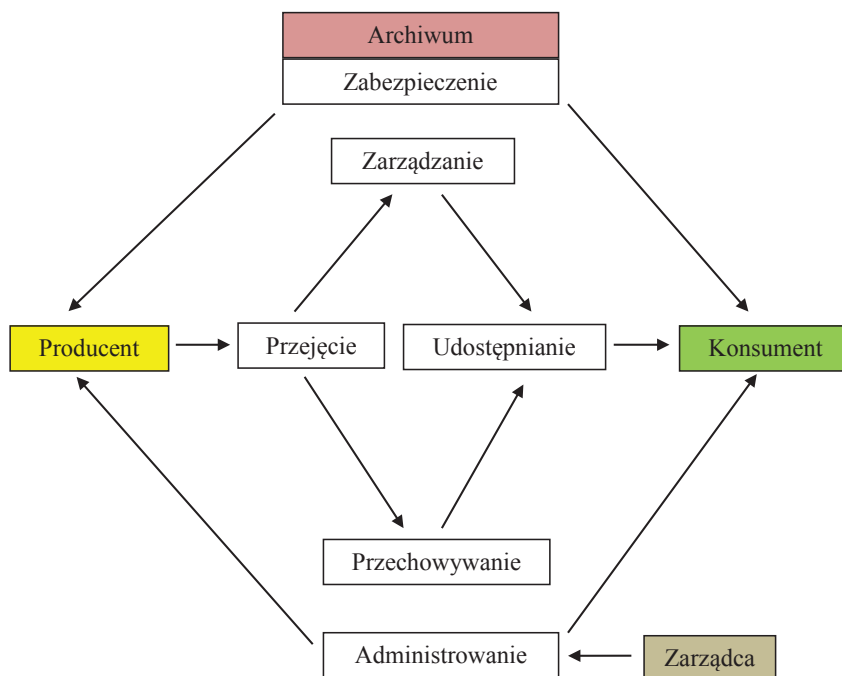 Archiwum
Zabezpieczenie
Zarządzanie
Producent
Przejęcie
Udostępnianie
Konsument
Przechowywanie
Administrowanie
Zarządca